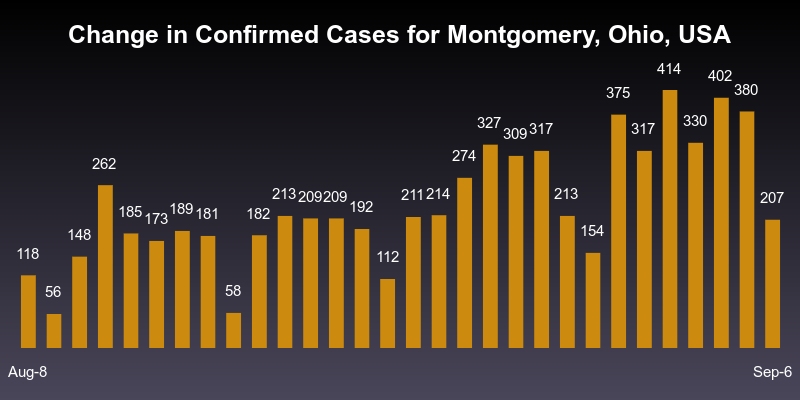 Change in Confirmed Cases for Montgomery, Ohio, USA
118 56 148 262 185 173 189 181 58 182 213 209 209 192 112 211 214 274 327 309 317 213 154 375 317 414 330 402 380 207
Aug-8 Sep-6